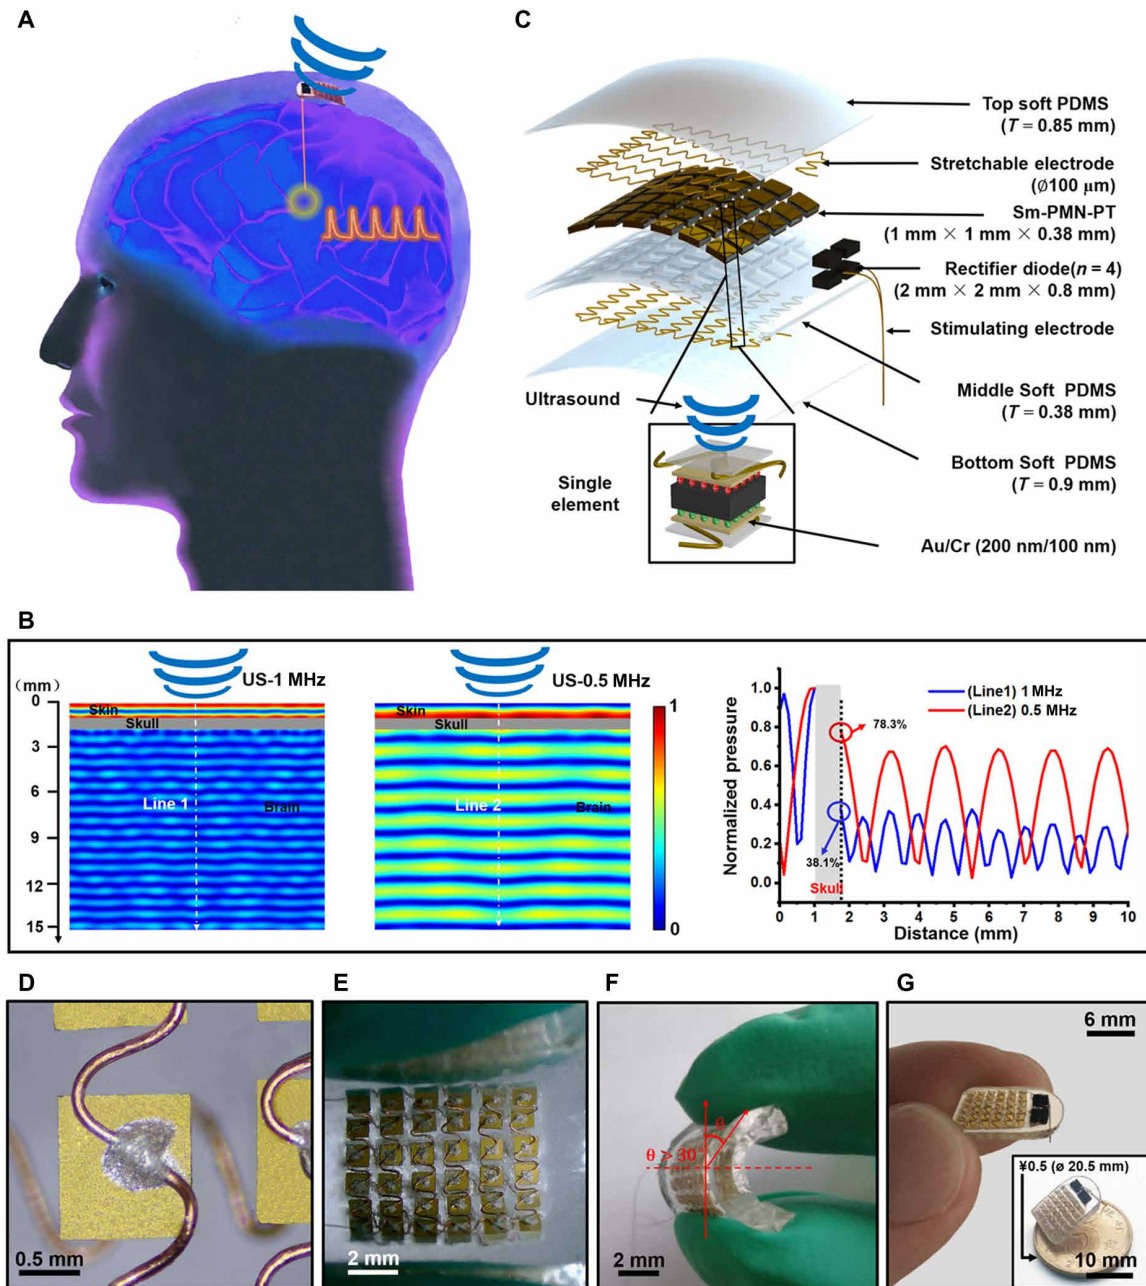 A
C
Top soft PDMS
(T = 0.85 mm)
Stretchable electrode
(Ø100 μm)
Sm-PMN-PT
(1 mm × 1 mm × 0.38 mm)
Rectifier diode(n = 4)
(2 mm × 2 mm × 0.8 mm)
Stimulating electrode
Middle Soft PDMS
(T = 0.38 mm)
Bottom Soft PDMS
(T = 0.9 mm)
Au/Cr (200 nm/100 nm)
Ultrasound
Single
element
B
(mm)
0
3
6
9
12
15
US-1 MHz
Skin
Skull
Line 1
Brain
US-0.5 MHz
Skin
Skull
Line 2
Brain
1
0
Normalized pressure
1.0
0.8
0.6
0.4
0.2
0.0
(Line1) 1 MHz
(Line2) 0.5 MHz
78.3%
38.1%
Skull
0 1 2 3 4 5 6 7 8 9 10
Distance (mm)
D
0.5 mm
E
2 mm
F
θ
θ > 30°
2 mm
G
6 mm
¥0.5 (ø 20.5 mm)
10 mm